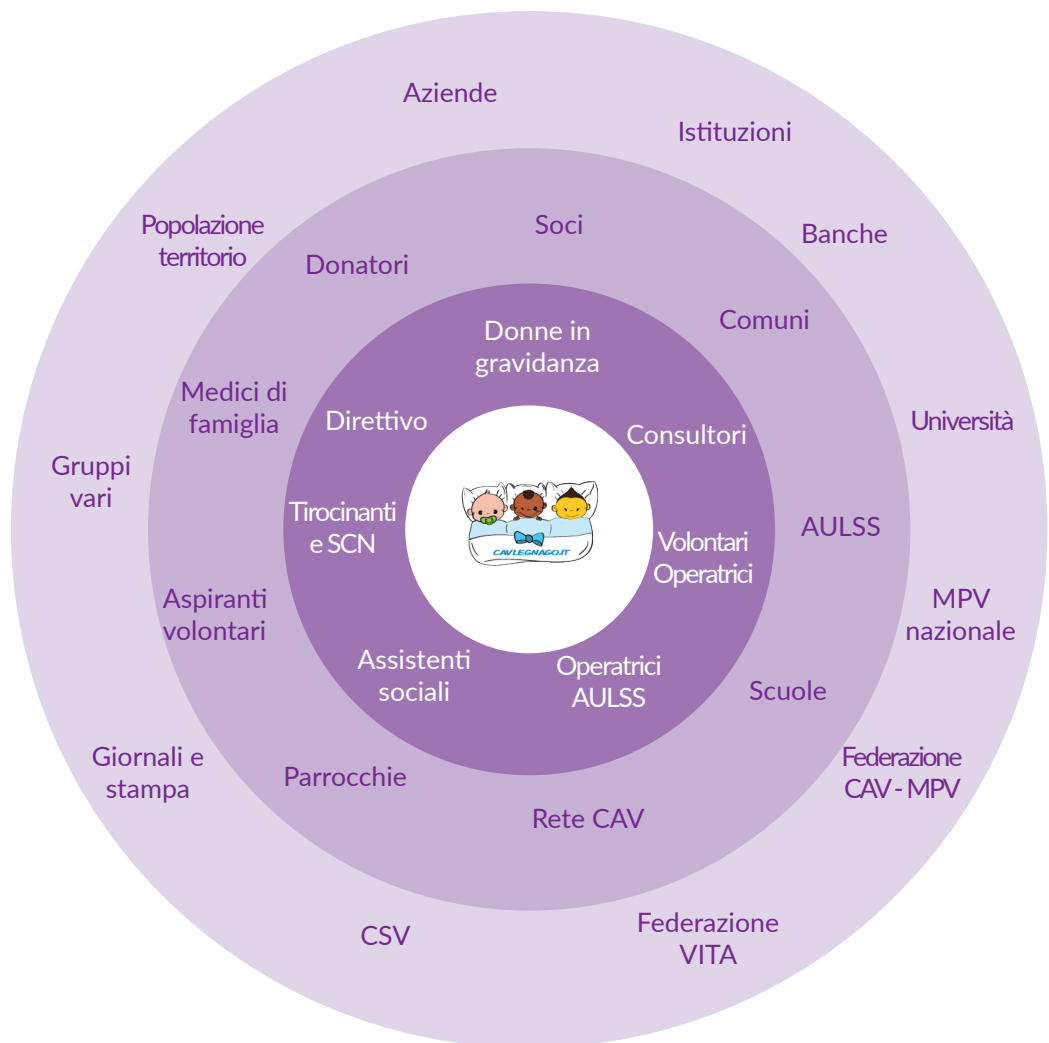 Aziende
Istituzioni
Banche
Università
MPV
nazionale
Federazione
CAV - MPV
Federazione
VITA
CSV
Giornali e
stampa
Gruppi
vari
Popolazione
territorio
Soci
Comuni
AULSS
Scuole
Rete CAV
Parrocchie
Aspiranti
volontari
Medici di
famiglia
Donatori
Donne in
gravidanza
Consultori
Volontari
Operatrici
Operatrici
AULSS
Assistenti
sociali
Tirocinanti
e SCN
Direttivo
CAVLEGNAGO.IT